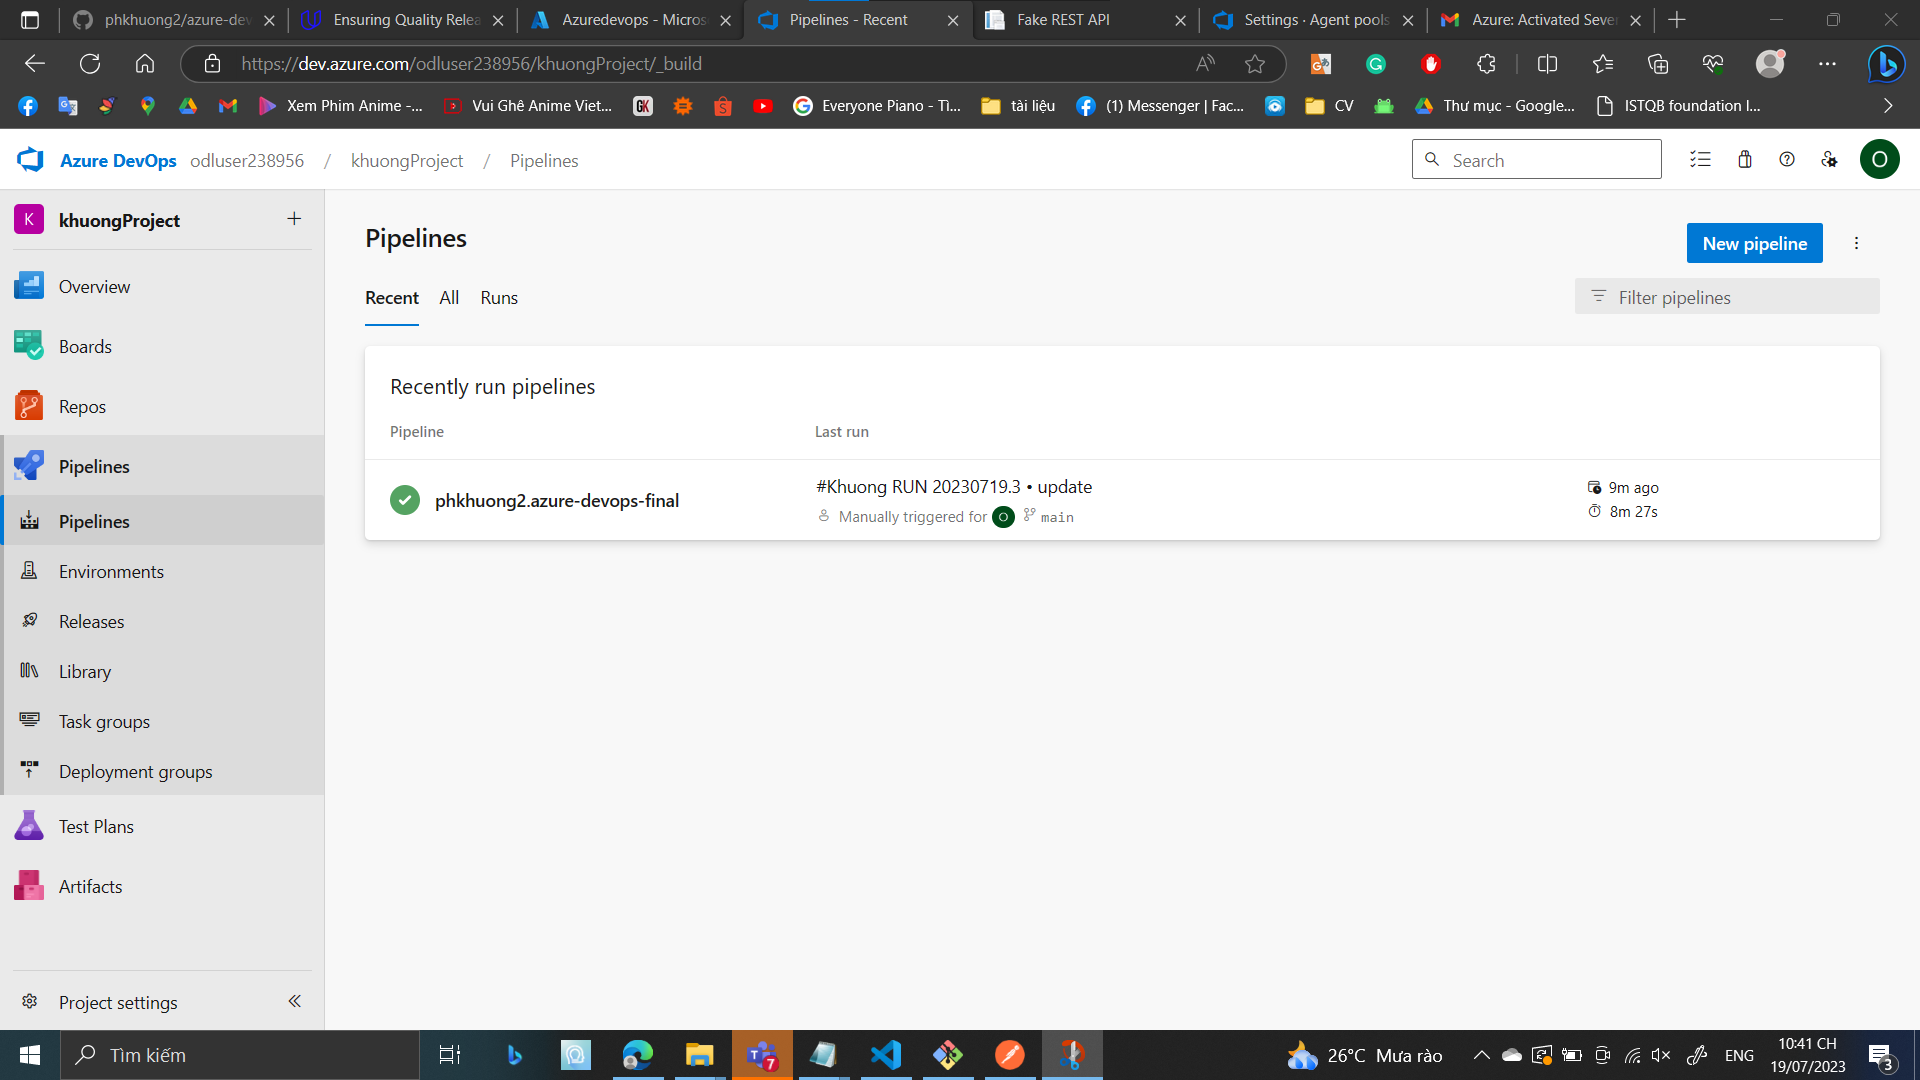 phkhuong2/azure-dev
Ensuring Quality Relea
Azuredevops - Micros
Pipelines - Recent
Fake REST API
Settings · Agent pools
Azure: Activated Sever
https://dev.azure.com/odluser238956/khuongProject/_build
Xem Phim Anime -...
Vui Ghê Anime Viet...
Everyone Piano - Tì...
tài liệu
(1) Messenger | Fac...
CV
Thư mục - Google...
ISTQB foundation l...
Azure DevOps odluser238956 / khuongProject / Pipelines
Search
O
K khuongProject
Overview
Boards
Repos
Pipelines
Pipelines
Environments
Releases
Library
Task groups
Deployment groups
Test Plans
Artifacts
Project settings
Pipelines
New pipeline
Recent All Runs
Filter pipelines
Recently run pipelines
Pipeline Last run
phkhuong2.azure-devops-final
#Khuong RUN 20230719.3 • update
Manually triggered for O main
9m ago
8m 27s
Tìm kiếm
7
26°C Mưa rào
ENG
10:41 CH
19/07/2023
3